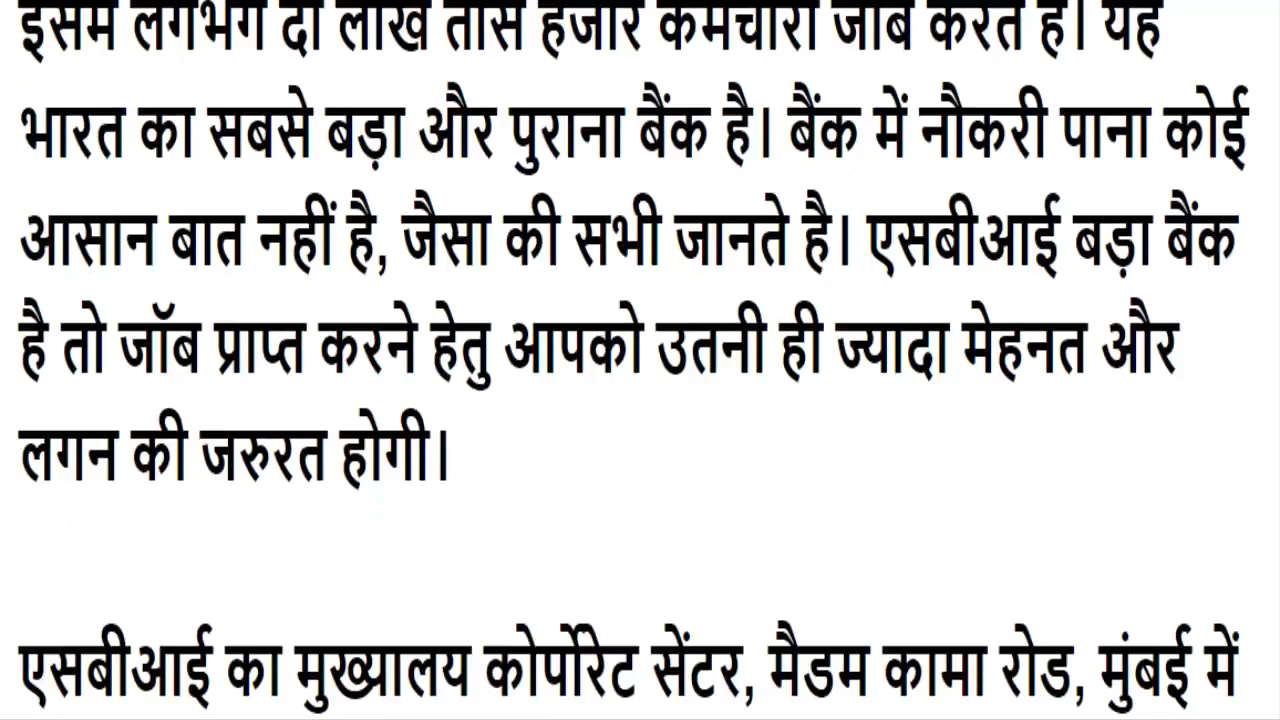 इसमें लगभग दो लाख तीस हजार कर्मचारी जॉब करते है। यह
भारत का सबसे बड़ा और पुराना बैंक है। बैंक में नौकरी पाना कोई
आसान बात नहीं है, जैसा की सभी जानते है। एसबीआई बड़ा बैंक
है तो जॉब प्राप्त करने हेतु आपको उतनी ही ज्यादा मेहनत और
लगन की जरुरत होगी।
एसबीआई का मुख्यालय कोर्पोरेट सेंटर, मैडम कामा रोड, मुंबई में